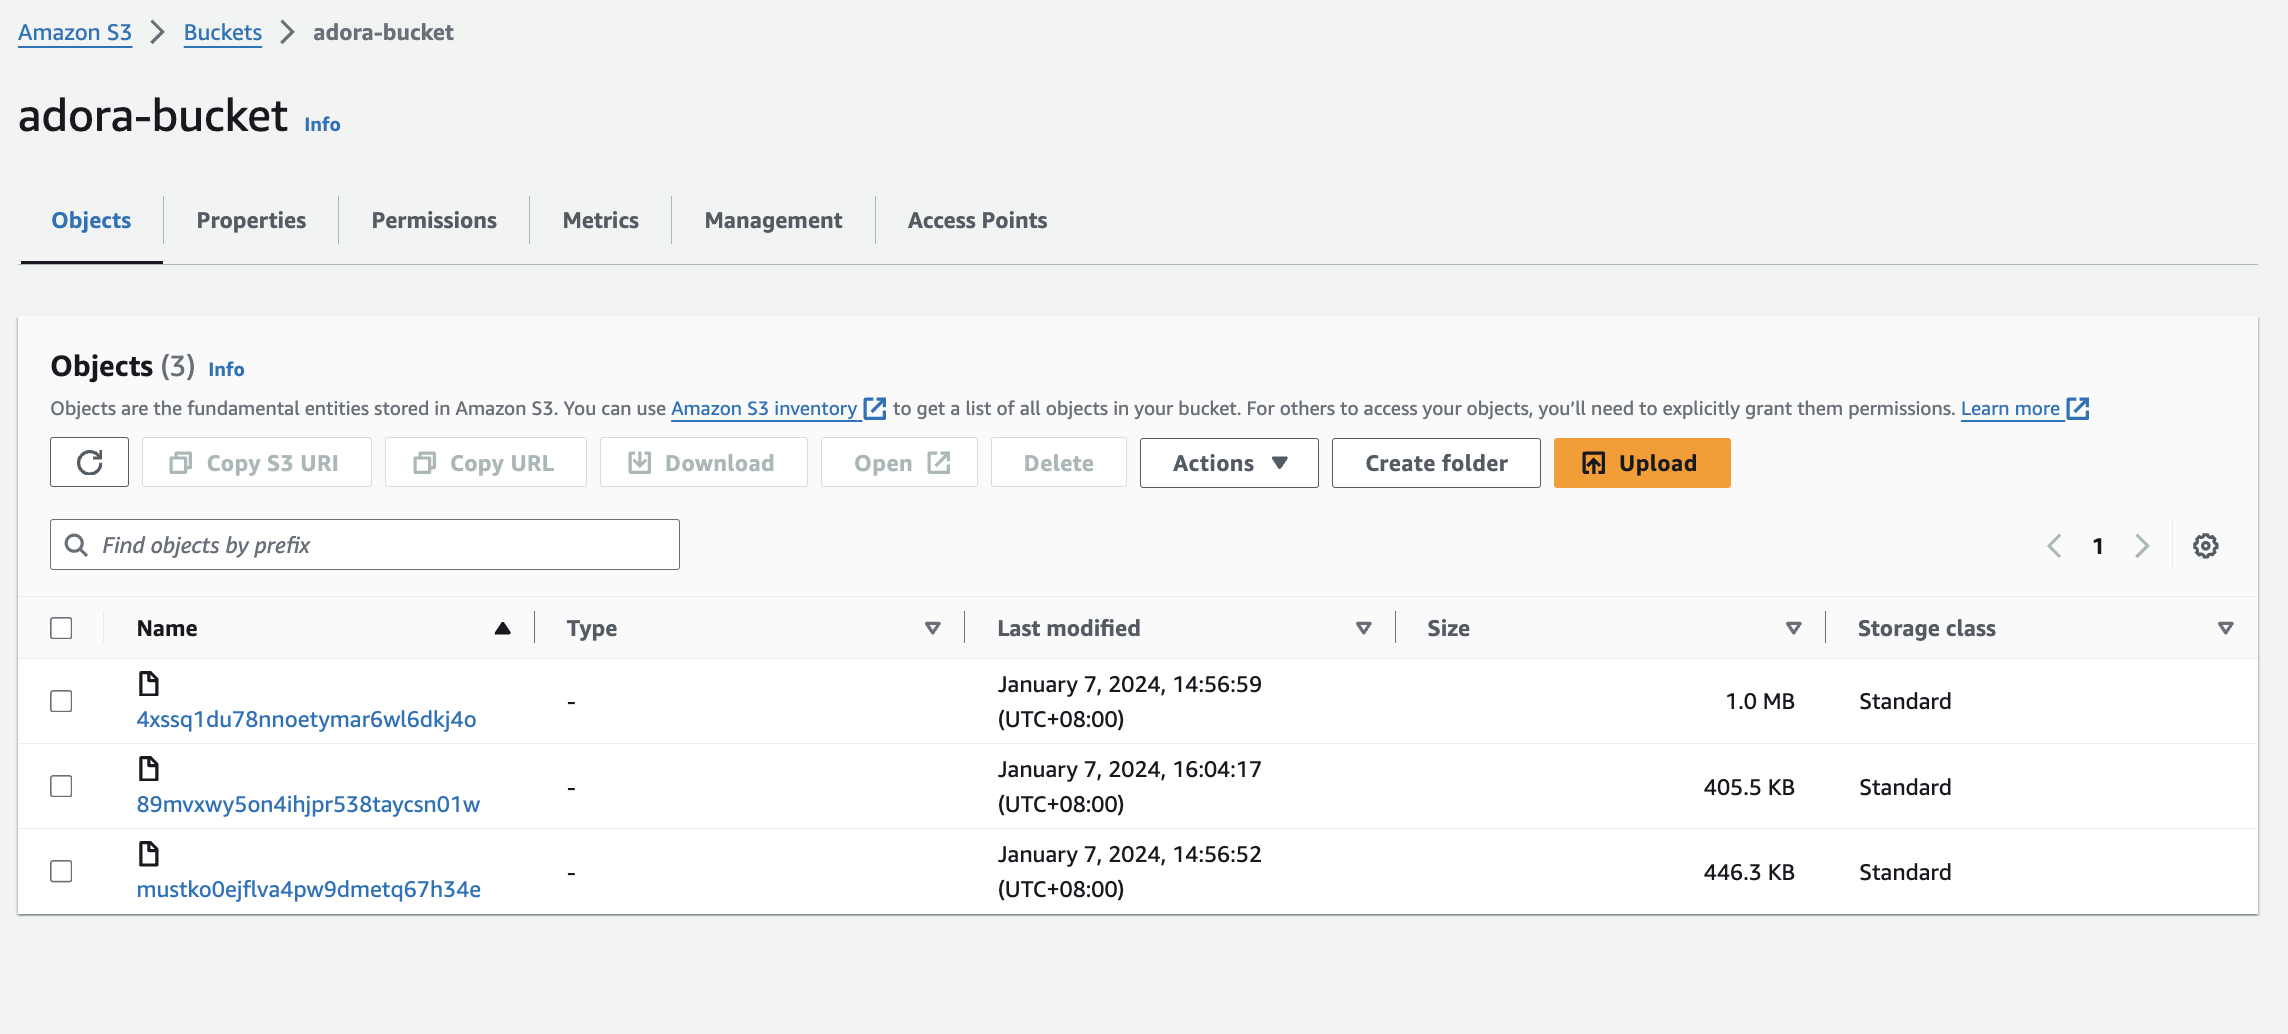 Amazon S3 > Buckets > adora-bucket
adora-bucket Info
Objects Properties Permissions Metrics Management Access Points
Objects (3) Info
Objects are the fundamental entities stored in Amazon S3. You can use Amazon S3 inventory to get a list of all objects in your bucket. For others to access your objects, you’ll need to explicitly grant them permissions. Learn more
Copy S3 URI Copy URL Download Open Delete Actions Create folder Upload
Find objects by prefix 1
Name Type Last modified Size Storage class
4xssq1du78nnoetymar6wl6dkj4o - January 7, 2024, 14:56:59 (UTC+08:00) 1.0 MB Standard
89mvxwy5on4ihjpr538taycsn01w - January 7, 2024, 16:04:17 (UTC+08:00) 405.5 KB Standard
mustko0ejflva4pw9dmetq67h34e - January 7, 2024, 14:56:52 (UTC+08:00) 446.3 KB Standard